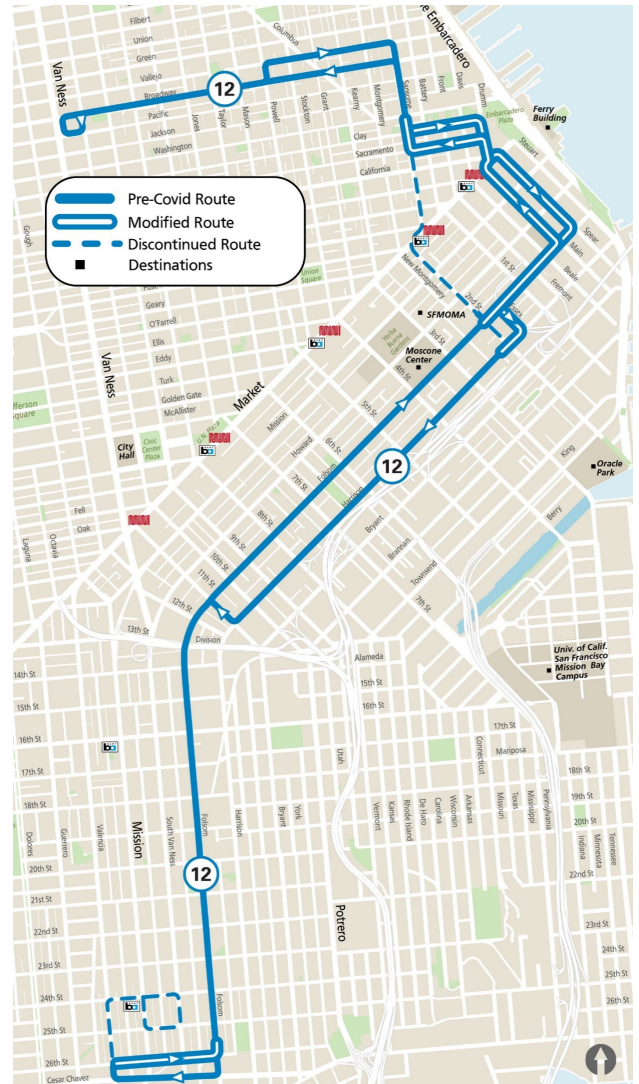 Filbert
Union
Green
Vallejo
Broadway
Pacific
Jackson
Washington
Van Ness
Columbus
The Embarcadero
Jones
Taylor
Mason
Powell
Stockton
Grant
Kearny
Montgomery
Sansome
Battery
Front
Davis
Drumm
Clay
Sacramento
California
Embarcadero
Plaza
Ferry
Building
Steuart
12
Pre-Covid Route
Modified Route
Discontinued Route
Destinations
Gough
Post
Geary
O'Farrell
Ellis
Eddy
Turk
Golden Gate
McAllister
Union
Square
Van Ness
Market
U.N. Plaza
City
Hall
Civic
Center
Plaza
Jefferson
Square
New Montgomery
SFMOMA
Yerba
Buena
Gardens
Moscone
Center
1st St
2nd St
3rd St
4th St
5th St
6th St
7th St
8th St
9th St
10th St
11th St
12th St
13th St
Essex
Spear
Main
Beale
Fremont
Mission
Howard
Folsom
Harrison
12
Bryant
Brannan
Townsend
7th St
King
Berry
Oracle
Park
Fell
Oak
Laguna
Octavia
Division
Alameda
15th St
16th St
Univ. of Calif.
San Francisco
Mission Bay
Campus
14th St
15th St
16th St
17th St
18th St
20th St
21st St
22nd St
23rd St
24th St
25th St
26th St
Cesar Chavez
Dolores
Guerrero
Valencia
Mission
South Van Ness
Folsom
Harrison
Bryant
York
Utah
Potrero
Vermont
Kansas
Rhode Island
De Haro
Carolina
Wisconsin
Arkansas
Connecticut
Missouri
Texas
Mississippi
Pennsylvania
Indiana
Minnesota
Tennessee
17th St
Mariposa
18th St
19th St
20th St
22nd St
23rd St
24th St
25th St
26th St
12
Folsom